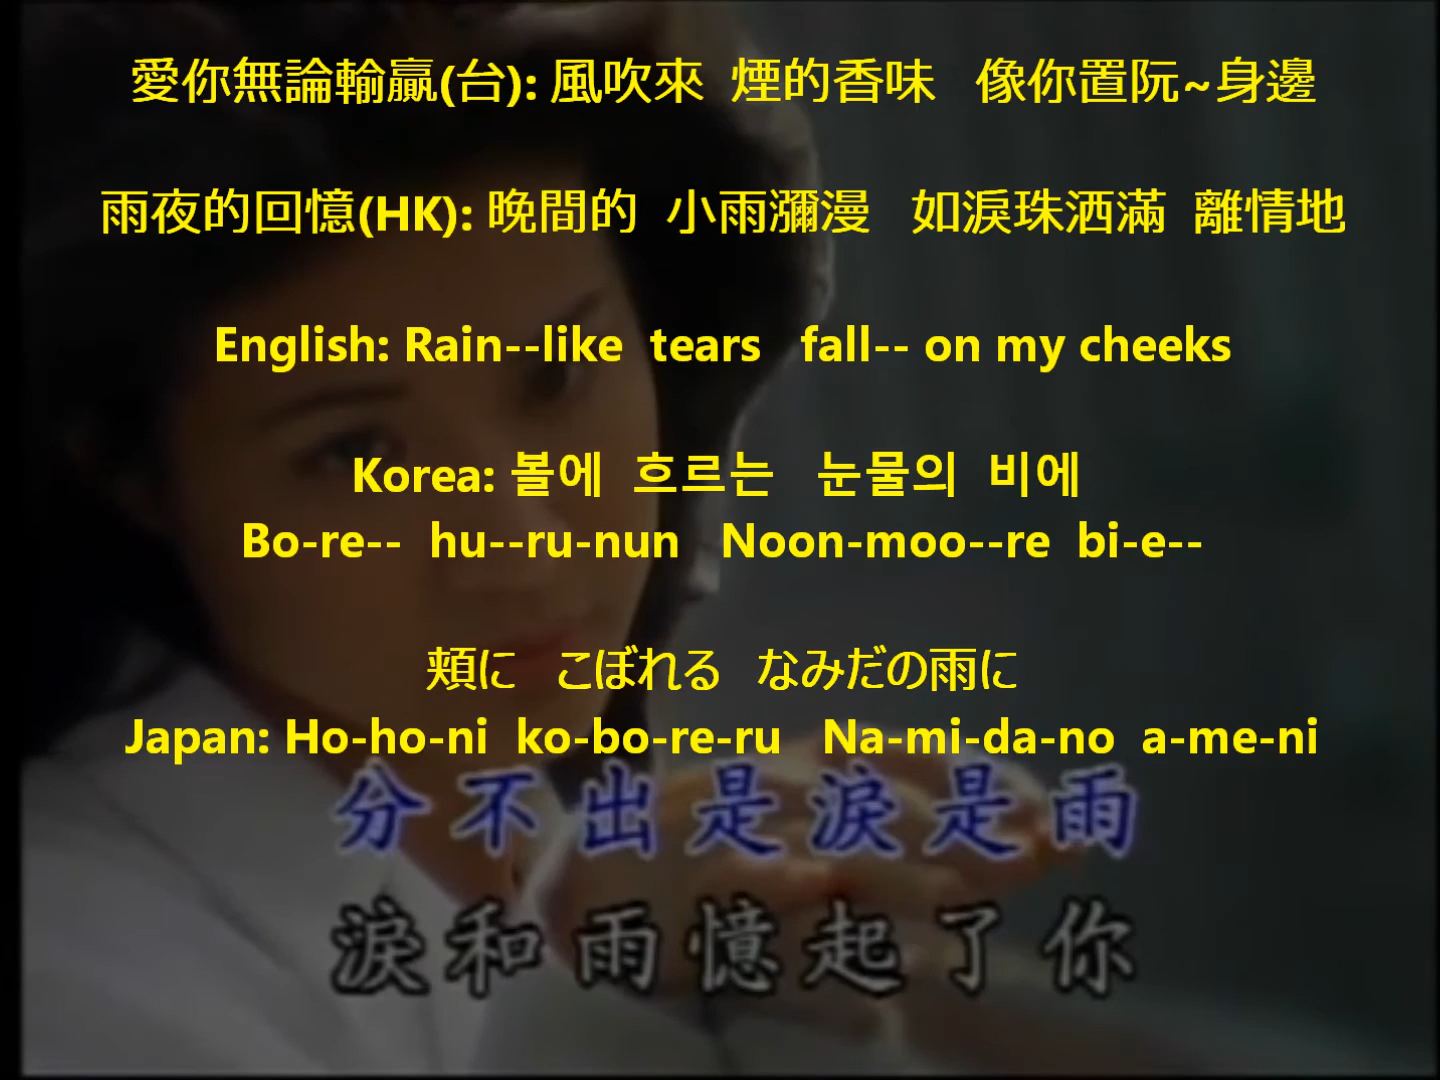 愛你無論輸贏(台): 風吹來 煙的香味 像你置阮~身邊
雨夜的回憶(HK): 晚間的 小雨瀰漫 如淚珠洒滿 離情地
English: Rain--like tears fall-- on my cheeks
Korea: 볼에 흐르는 눈물의 비에
Bo-re-- hu--ru-nun Noon-moo--re bi-e--
頬に こぼれる なみだの雨に
Japan: Ho-ho-ni ko-bo-re-ru Na-mi-da-no a-me-ni
分不出是淚是雨
淚和雨憶起了你